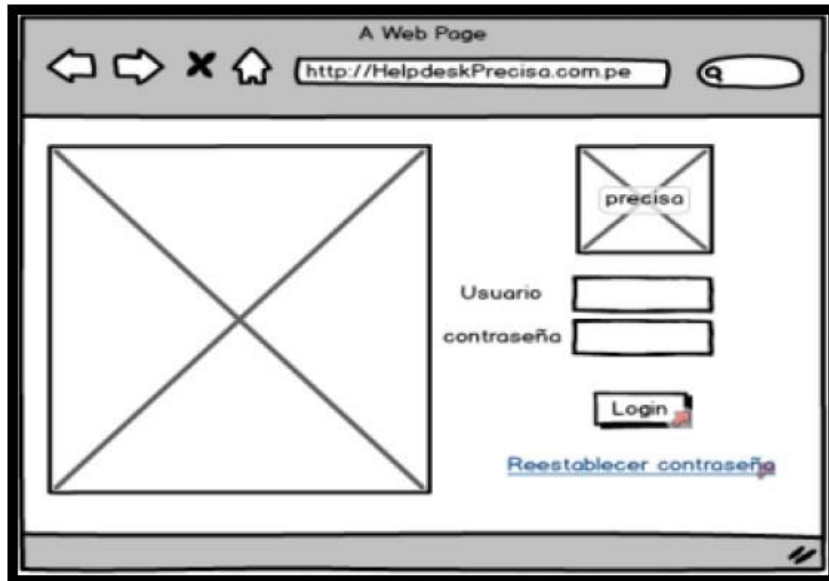 A Web Page
http://HelpdeskPrecisa.com.pe
precisa
Usuario
contraseña
Login
Reestablecer contraseña